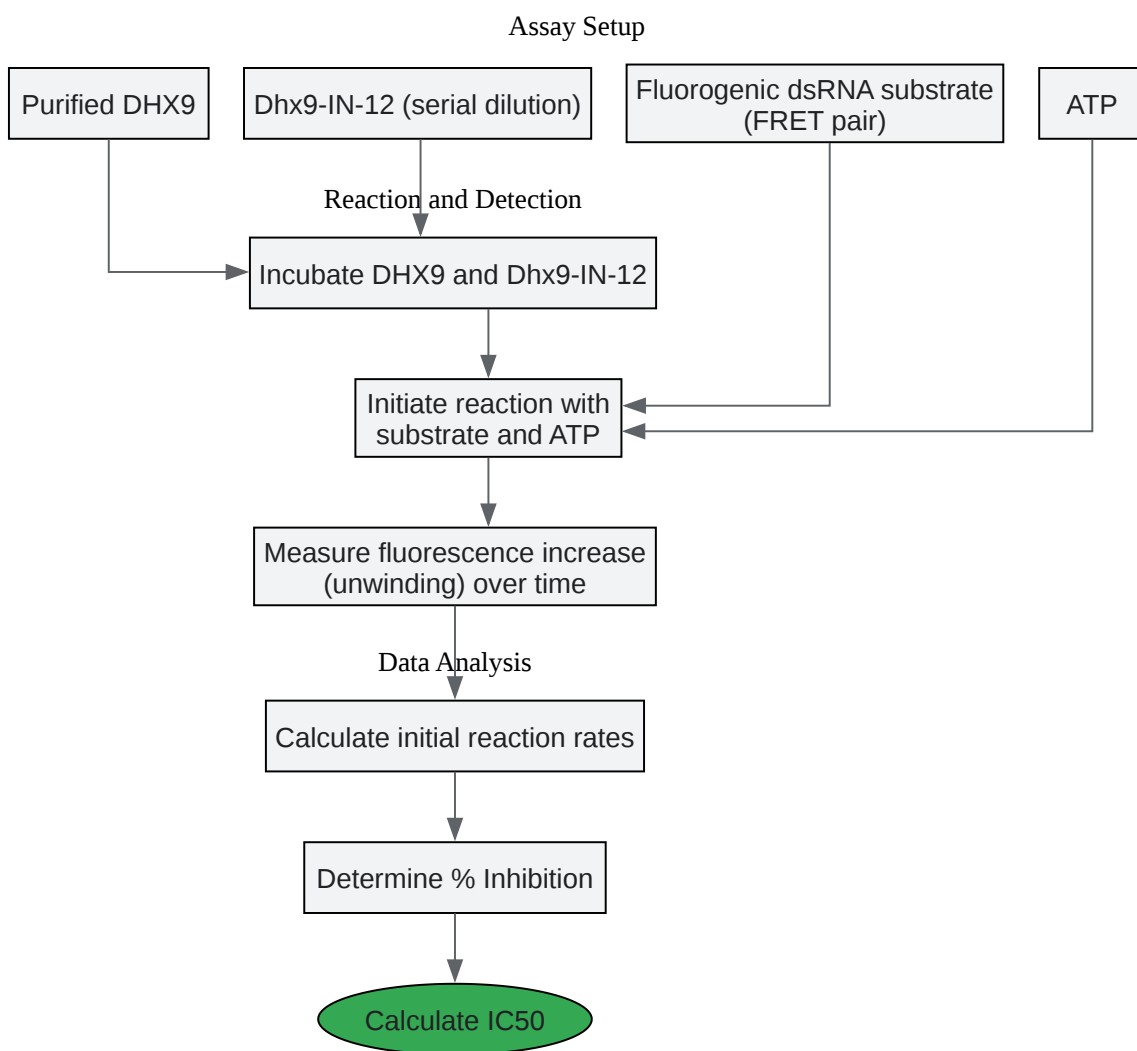 Assay Setup
Purified DHX9
Dhx9-IN-12 (serial dilution)
Fluorogenic dsRNA substrate
(FRET pair)
ATP
Reaction and Detection
Incubate DHX9 and Dhx9-IN-12
Initiate reaction with
substrate and ATP
Measure fluorescence increase
(unwinding) over time
Data Analysis
Calculate initial reaction rates
Determine % Inhibition
Calculate IC50